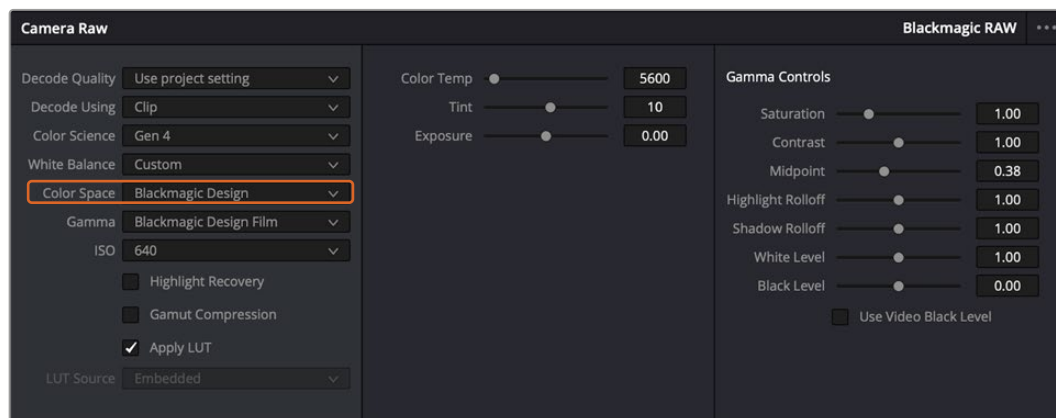 Camera Raw
Blackmagic RAW
Decode Quality Use project setting
Decode Using Clip
Color Science Gen 4
White Balance Custom
Color Space Blackmagic Design
Gamma Blackmagic Design Film
ISO 640
Highlight Recovery
Gamut Compression
Apply LUT
LUT Source Embedded
Color Temp 5600
Tint 10
Exposure 0.00
Gamma Controls
Saturation 1.00
Contrast 1.00
Midpoint 0.38
Highlight Rolloff 1.00
Shadow Rolloff 1.00
White Level 1.00
Black Level 0.00
Use Video Black Level